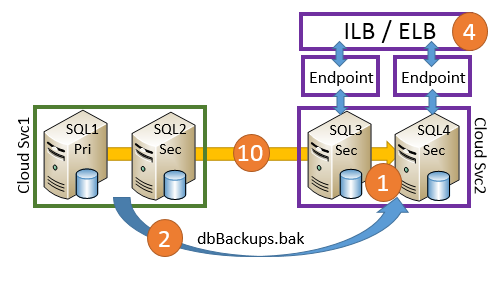 ILB / ELB
4
Endpoint
Endpoint
Cloud Svc1
SQL1
Pri
SQL2
Sec
10
SQL3
Sec
SQL4
Sec
1
Cloud Svc2
2
dbBackups.bak